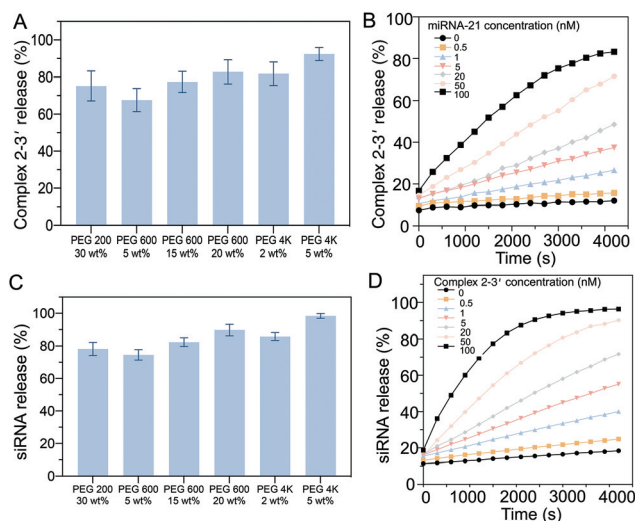 A
Complex 2-3′ release (%)
100
80
60
40
20
0
PEG 200 PEG 600 PEG 600 PEG 600 PEG 4K PEG 4K
30 wt% 5 wt% 15 wt% 20 wt% 2 wt% 5 wt%
B
miRNA-21 concentration (nM)
0
0.5
1
5
20
50
100
Complex 2-3′ release (%)
100
80
60
40
20
0
0 1000 2000 3000 4000
Time (s)
C
siRNA release (%)
100
80
60
40
20
0
PEG 200 PEG 600 PEG 600 PEG 600 PEG 4K PEG 4K
30 wt% 5 wt% 15 wt% 20 wt% 2 wt% 5 wt%
D
Complex 2-3′ concentration (nM)
0
0.5
1
5
20
50
100
siRNA release (%)
100
80
60
40
20
0
0 1000 2000 3000 4000
Time (s)